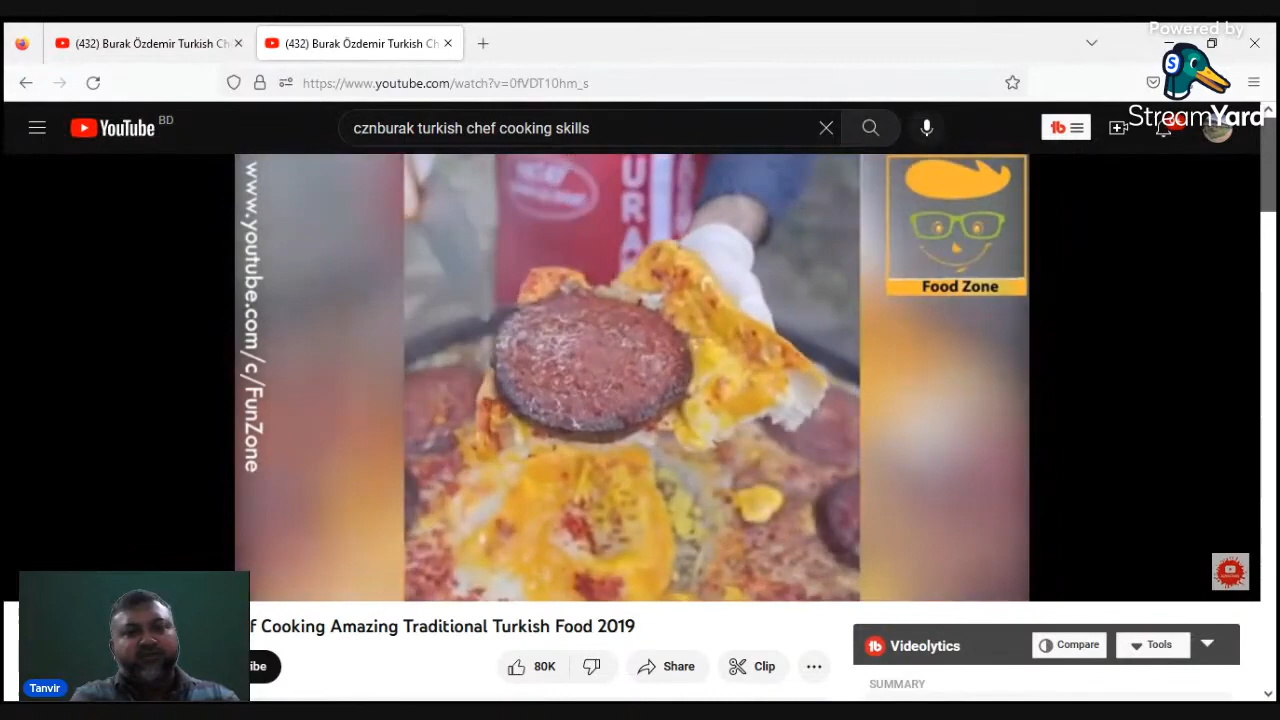 Powered by
StreamYard
(432) Burak Özdemir Turkish Ch
(432) Burak Özdemir Turkish Ch
https://www.youtube.com/watch?v=0fVDT10hm_s
YouTube BD
cznburak turkish chef cooking skills
www.youtube.com/c/FunZone
URA
Food Zone
f Cooking Amazing Traditional Turkish Food 2019
be
80K
Share
Clip
Videolytics
Compare
Tools
SUMMARY
Tanvir